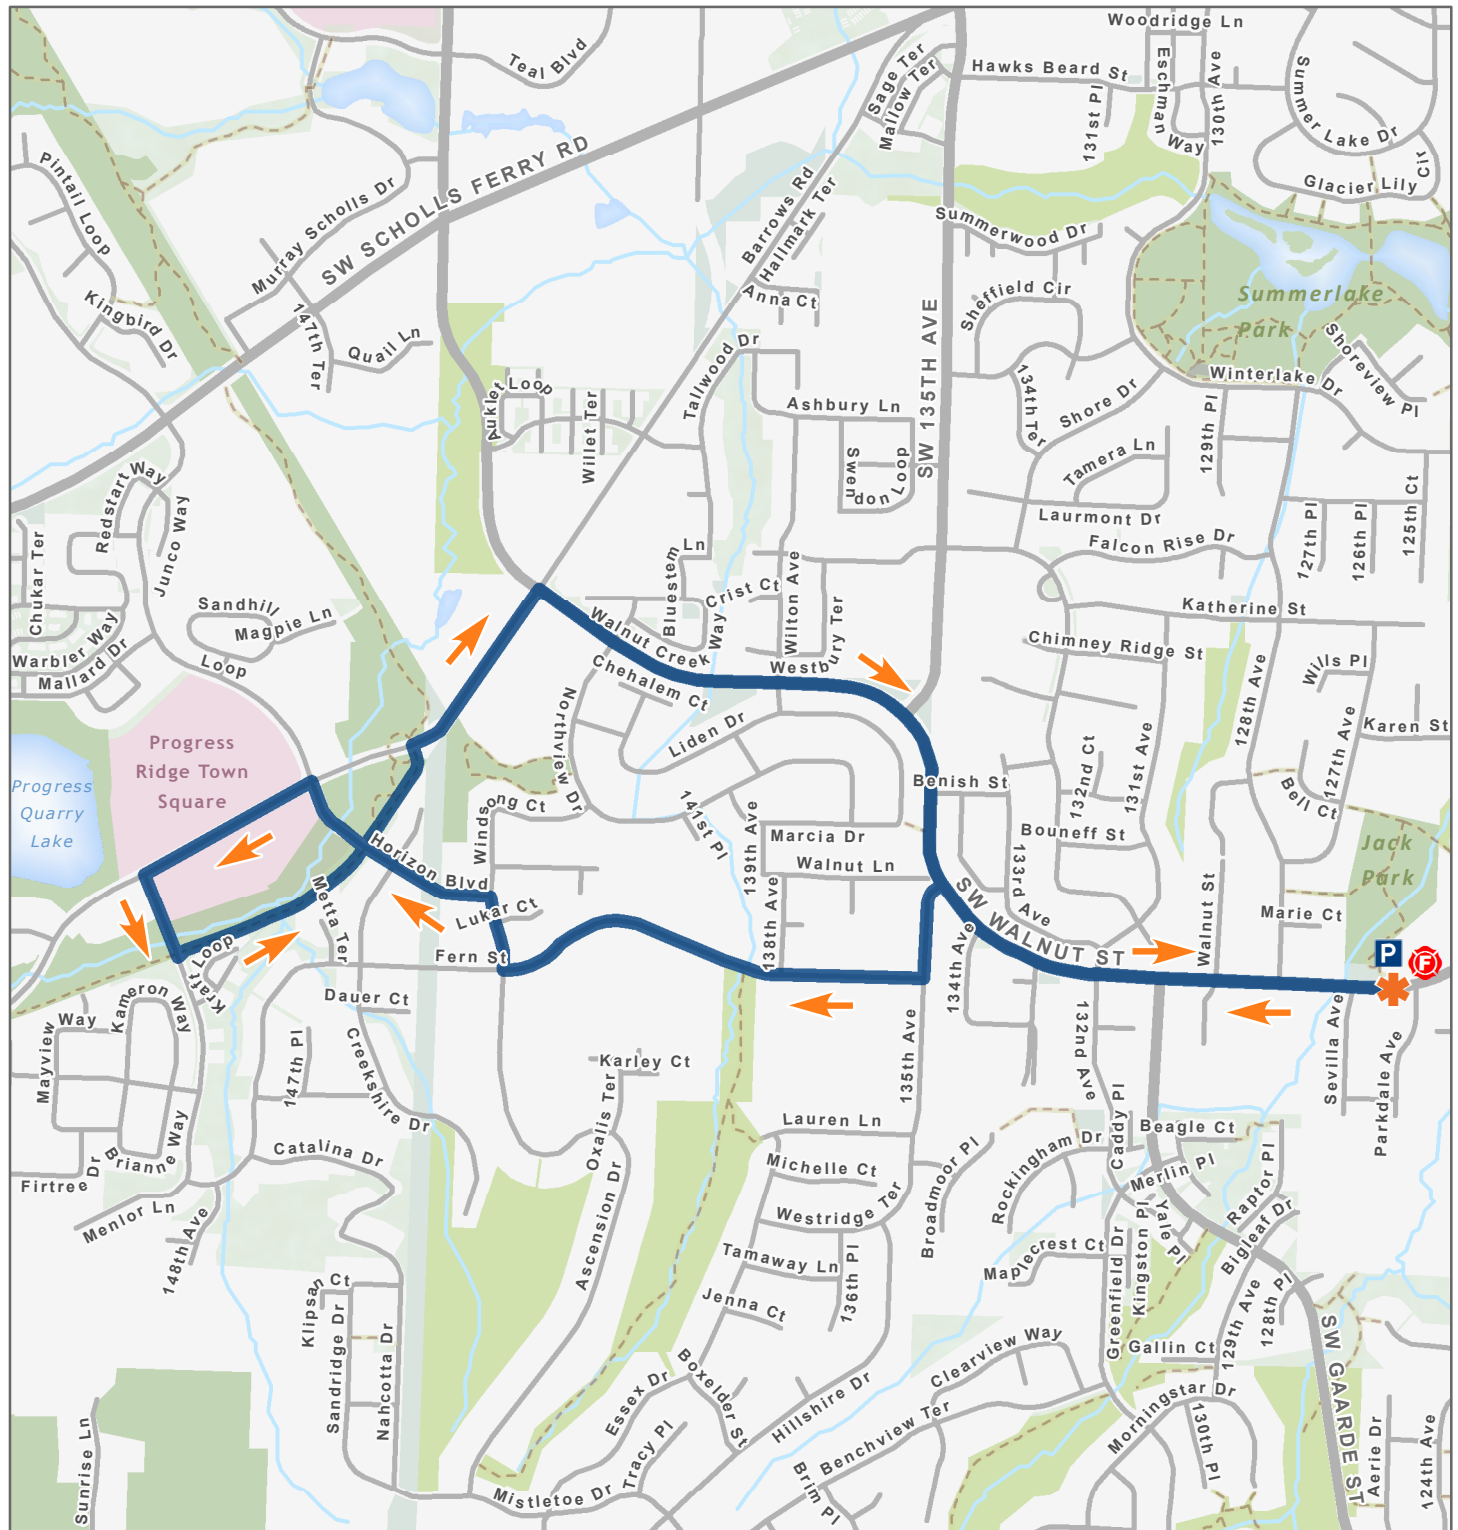 Woodridge Ln
Teal Blvd
Sage Ter
Mallow Ter
Hawks Beard St
131st Pl
Eschman Way
130th Ave
Summer Lake Dr
Glacier Lily Cir
Pintail Loop
SW SCHOLLS FERRY RD
Murray Scholls Dr
Barrows Rd
Hallmark Ter
Summerwood Dr
Kingbird Dr
147th Ter
Quail Ln
Anna Ct
SW 135TH AVE
Sheffield Cir
Summerlake
Park
Shoreview Pl
Tallwood Dr
Winterlake Dr
Auklet Loop
Willet Ter
Ashbury Ln
134th Ter
Shore Dr
129th Pl
Swendon Loop
Tamera Ln
Redstart Way
Junco Way
Laurmont Dr
Falcon Rise Dr
127th Pl
126th Pl
125th Ct
Chukar Ter
Sandhill
Loop
Magpie Ln
Warbler Way
Mallard Dr
Bluestem Ln
Crist Ct
Way
Wilton Ave
Westbury Ter
Walnut Creek
Katherine St
Chimney Ridge St
Chehalem Ct
Wills Pl
128th Ave
127th Ave
Karen St
Northview Dr
Liden Dr
Progress
Ridge Town
Square
Progress
Quarry
Lake
132nd Ct
131st Ave
Benish St
Bell Ct
Windsong Ct
141st Pl
139th Ave
Marcia Dr
Bouneff St
Walnut Ln
133rd Ave
Jack
Park
Horizon Blvd
Metta Ter
Lukar Ct
SW WALNUT ST
Walnut St
Marie Ct
138th Ave
134th Ave
Kraft Loop
Fern St
P
F
Dauer Ct
Kameron Way
Mayview Way
147th Pl
Creekshire Dr
Karley Ct
Oxalis Ter
135th Ave
132nd Ave
Sevilla Ave
Parkdale Ave
Lauren Ln
Caddy Pl
Beagle Ct
Brianne Way
Catalina Dr
Firtree Dr
Menlor Ln
148th Ave
Michelle Ct
Broadmoor Pl
Rockingham Dr
Merlin Pl
Raptor Pl
Ascension Dr
Westridge Ter
Yale Pl
Bigleaf Dr
Tamaway Ln
136th Pl
Maplecrest Ct
Greenfield Dr
Kingston Pl
Klipsan Ct
Sandridge Dr
Nahcotta Dr
Jenna Ct
129th Ave
128th Pl
SW GAARDE ST
Clearview Way
Gallin Ct
Essex Dr
Boxelder St
Hillshire Dr
Benchview Ter
Morningstar Dr
130th Pl
Sunrise Ln
Tracy Pl
Mistletoe Dr
Brim Pl
Aerie Dr
124th Ave